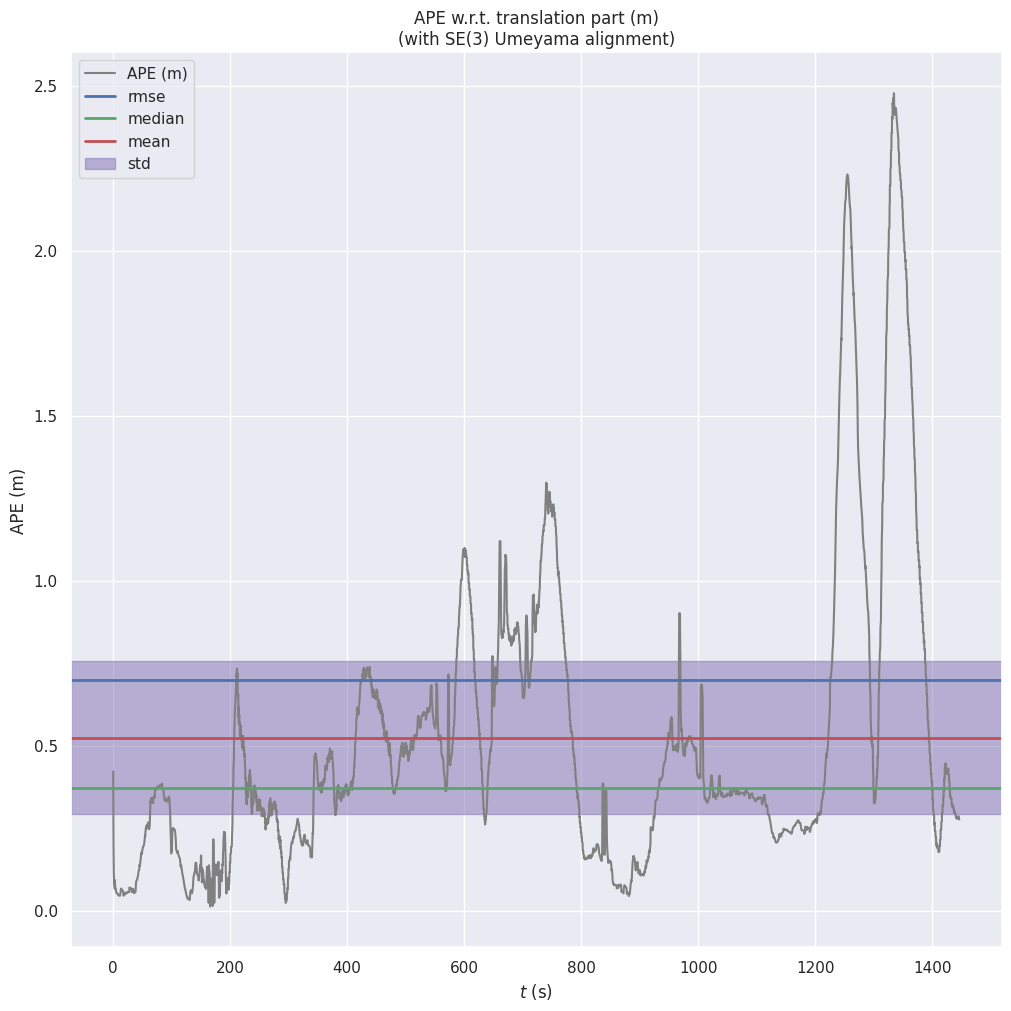 APE w.r.t. translation part (m)
(with SE(3) Umeyama alignment)
APE (m)
rmse
median
mean
std
APE (m)
2.5
2.0
1.5
1.0
0.5
0.0
0 200 400 600 800 1000 1200 1400
t (s)